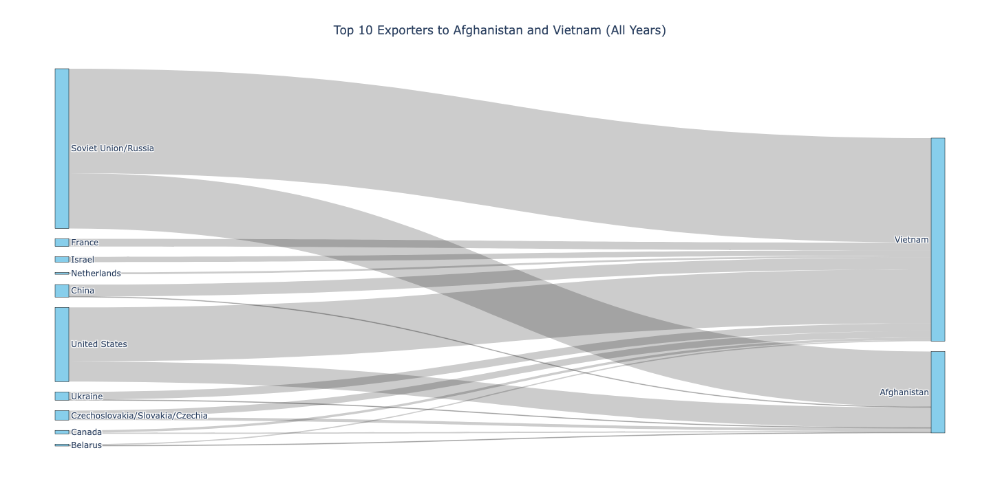 Top 10 Exporters to Afghanistan and Vietnam (All Years)
Soviet Union/Russia
France
Israel
Netherlands
China
United States
Ukraine
Czechoslovakia/Slovakia/Czechia
Canada
Belarus
Vietnam
Afghanistan